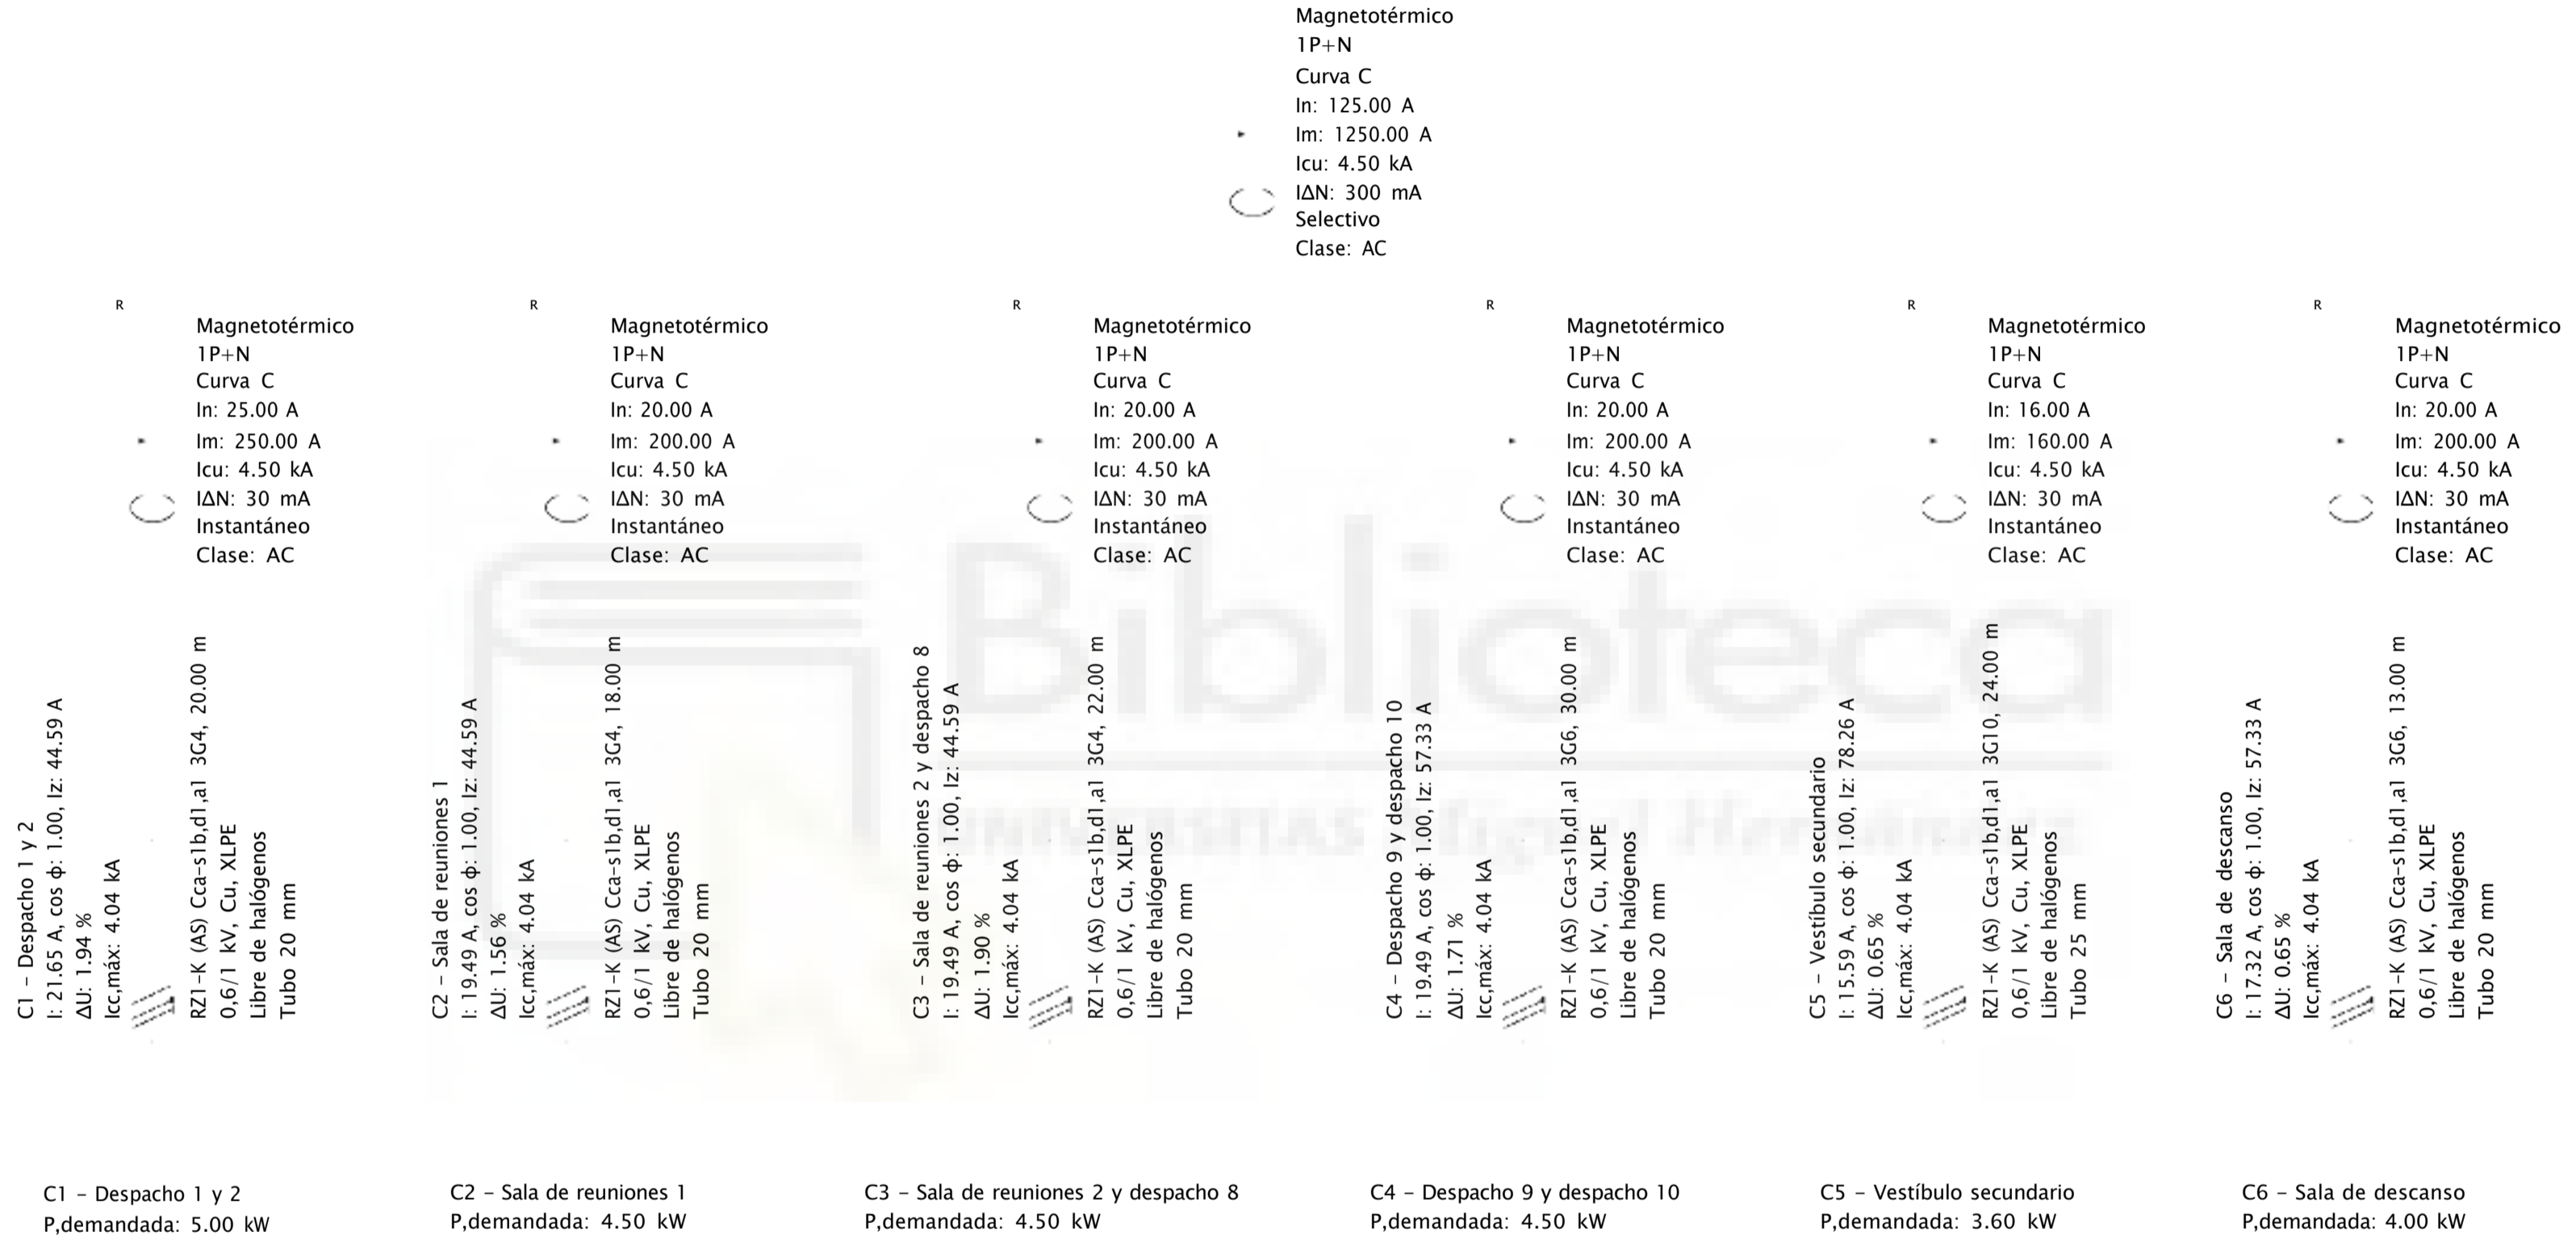 Magnetotérmico
1P+N
Curva C
In: 125.00 A
Im: 1250.00 A
Icu: 4.50 kA
IΔN: 300 mA
Selectivo
Clase: AC
R
Magnetotérmico
1P+N
Curva C
In: 25.00 A
Im: 250.00 A
Icu: 4.50 kA
IΔN: 30 mA
Instantáneo
Clase: AC
R
Magnetotérmico
1P+N
Curva C
In: 20.00 A
Im: 200.00 A
Icu: 4.50 kA
IΔN: 30 mA
Instantáneo
Clase: AC
R
Magnetotérmico
1P+N
Curva C
In: 20.00 A
Im: 200.00 A
Icu: 4.50 kA
IΔN: 30 mA
Instantáneo
Clase: AC
R
Magnetotérmico
1P+N
Curva C
In: 20.00 A
Im: 200.00 A
Icu: 4.50 kA
IΔN: 30 mA
Instantáneo
Clase: AC
R
Magnetotérmico
1P+N
Curva C
In: 16.00 A
Im: 160.00 A
Icu: 4.50 kA
IΔN: 30 mA
Instantáneo
Clase: AC
R
Magnetotérmico
1P+N
Curva C
In: 20.00 A
Im: 200.00 A
Icu: 4.50 kA
IΔN: 30 mA
Instantáneo
Clase: AC
C1 - Despacho 1 y 2
I: 21.65 A, cos ϕ: 1.00, Iz: 44.59 A
ΔU: 1.94 %
Icc,máx: 4.04 kA
RZ1-K (AS) Cca-s1b,d1,a1 3G4, 20.00 m
0,6/1 kV, Cu, XLPE
Libre de halógenos
Tubo 20 mm
C2 - Sala de reuniones 1
I: 19.49 A, cos ϕ: 1.00, Iz: 44.59 A
ΔU: 1.56 %
Icc,máx: 4.04 kA
RZ1-K (AS) Cca-s1b,d1,a1 3G4, 18.00 m
0,6/1 kV, Cu, XLPE
Libre de halógenos
Tubo 20 mm
C3 - Sala de reuniones 2 y despacho 8
I: 19.49 A, cos ϕ: 1.00, Iz: 44.59 A
ΔU: 1.90 %
Icc,máx: 4.04 kA
RZ1-K (AS) Cca-s1b,d1,a1 3G4, 22.00 m
0,6/1 kV, Cu, XLPE
Libre de halógenos
Tubo 20 mm
C4 - Despacho 9 y despacho 10
I: 19.49 A, cos ϕ: 1.00, Iz: 57.33 A
ΔU: 1.71 %
Icc,máx: 4.04 kA
RZ1-K (AS) Cca-s1b,d1,a1 3G6, 30.00 m
0,6/1 kV, Cu, XLPE
Libre de halógenos
Tubo 20 mm
C5 - Vestíbulo secundario
I: 15.59 A, cos ϕ: 1.00, Iz: 78.26 A
ΔU: 0.65 %
Icc,máx: 4.04 kA
RZ1-K (AS) Cca-s1b,d1,a1 3G10, 24.00 m
0,6/1 kV, Cu, XLPE
Libre de halógenos
Tubo 25 mm
C6 - Sala de descanso
I: 17.32 A, cos ϕ: 1.00, Iz: 57.33 A
ΔU: 0.65 %
Icc,máx: 4.04 kA
RZ1-K (AS) Cca-s1b,d1,a1 3G6, 13.00 m
0,6/1 kV, Cu, XLPE
Libre de halógenos
Tubo 20 mm
Biblioteca
UNIVERSITAS Miguel Hernández
C1 - Despacho 1 y 2
P,demandada: 5.00 kW
C2 - Sala de reuniones 1
P,demandada: 4.50 kW
C3 - Sala de reuniones 2 y despacho 8
P,demandada: 4.50 kW
C4 - Despacho 9 y despacho 10
P,demandada: 4.50 kW
C5 - Vestíbulo secundario
P,demandada: 3.60 kW
C6 - Sala de descanso
P,demandada: 4.00 kW